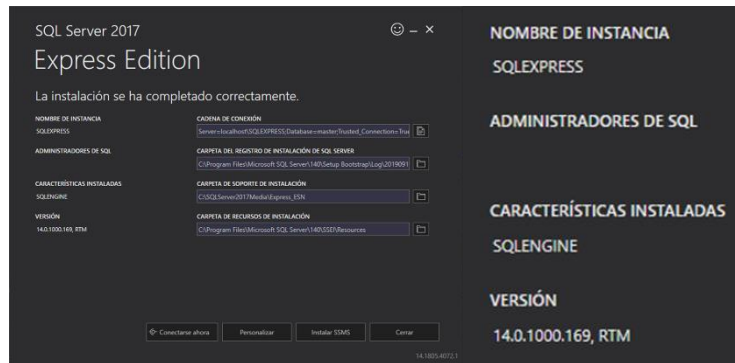 SQL Server 2017
Express Edition
La instalación se ha completado correctamente.
NOMBRE DE INSTANCIA
SQLEXPRESS
CADENA DE CONEXIÓN
Server=localhost\SQLEXPRESS;Database=master;Trusted_Connection=True
ADMINISTRADORES DE SQL
CARPETA DEL REGISTRO DE INSTALACIÓN DE SQL SERVER
C:\Program Files\Microsoft SQL Server\140\Setup Bootstrap\Log\2019091
CARACTERÍSTICAS INSTALADAS
SQLENGINE
CARPETA DE SOPORTE DE INSTALACIÓN
C:\SQLServer2017Media\Express_ESN
VERSIÓN
14.0.1000.169, RTM
CARPETA DE RECURSOS DE INSTALACIÓN
C:\Program Files\Microsoft SQL Server\140\SSEI\Resources
Conectarse ahora
Personalizar
Instalar SSMS
Cerrar
14.1805.4072.1
NOMBRE DE INSTANCIA
SQLEXPRESS
ADMINISTRADORES DE SQL
CARACTERÍSTICAS INSTALADAS
SQLENGINE
VERSIÓN
14.0.1000.169, RTM